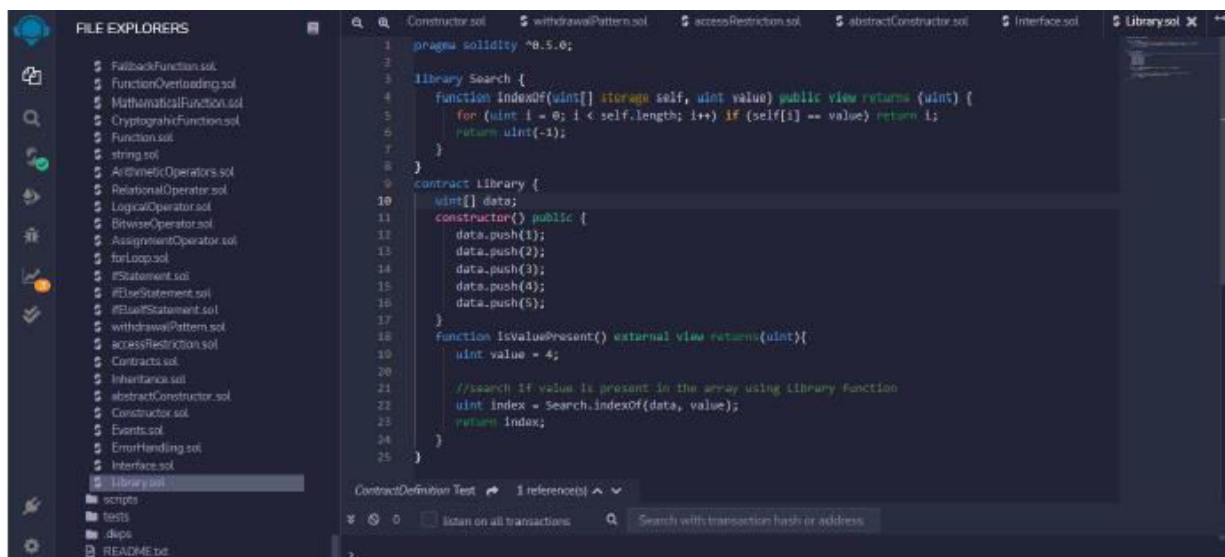 FILE EXPLORERS
FallbackFunction.sol
FunctionOverloading.sol
MathematicalFunction.sol
CryptograhicFunction.sol
Function.sol
string.sol
ArithmeticOperators.sol
RelationalOperator.sol
LogicalOperator.sol
BitwiseOperator.sol
AssignmentOperator.sol
forLoop.sol
ifStatement.sol
ifElseStatement.sol
ifElseIfStatement.sol
withdrawalPattern.sol
accessRestriction.sol
Contracts.sol
Inheritance.sol
abstractConstructor.sol
Constructor.sol
Events.sol
ErrorHandling.sol
Interface.sol
Library.sol
scripts
tests
.deps
README.txt
Constructor.sol withdrawalPattern.sol accessRestriction.sol abstractConstructor.sol Interface.sol Library.sol
1 pragma solidity ^0.5.0;
2
3 library Search {
4 function indexOf(uint[] storage self, uint value) public view returns (uint) {
5 for (uint i = 0; i < self.length; i++) if (self[i] == value) return i;
6 return uint(-1);
7 }
8 }
9 contract Library {
10 uint[] data;
11 constructor() public {
12 data.push(1);
13 data.push(2);
14 data.push(3);
15 data.push(4);
16 data.push(5);
17 }
18 function isValuePresent() external view returns(uint){
19 uint value = 4;
20
21 //search if value is present in the array using Library function
22 uint index = Search.indexOf(data, value);
23 return index;
24 }
25 }
ContractDefinition Test 1 reference(s)
0 listen on all transactions Search with transaction hash or address
>